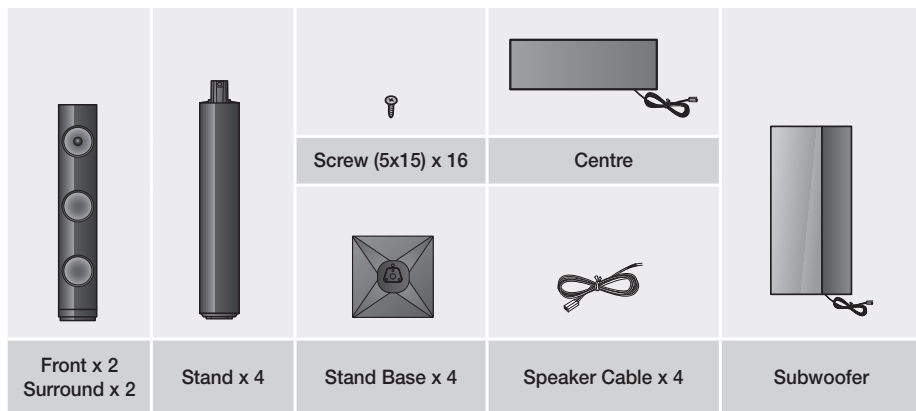 Screw (5x15) x 16
Centre
Front x 2
Surround x 2
Stand x 4
Stand Base x 4
Speaker Cable x 4
Subwoofer